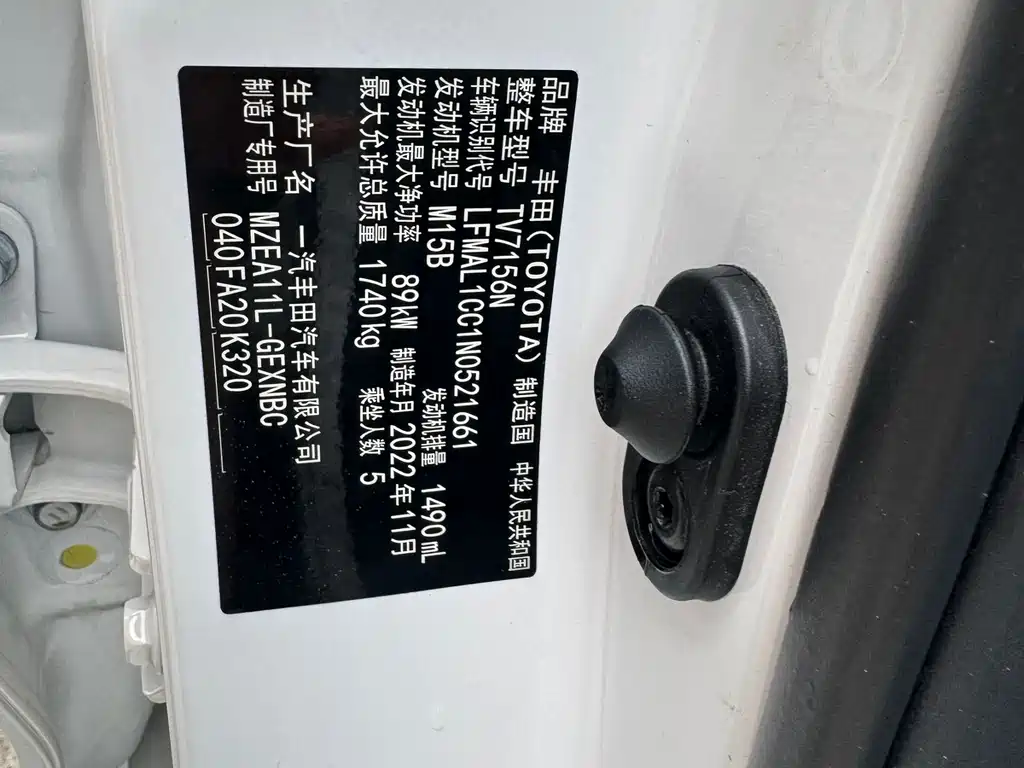 品牌 丰田(TOYOTA) 制造国 中华人民共和国
整车型号 TV7156N
车辆识别代号 LFMAL1CC1N0521661
发动机型号 M15B 发动机排量 1490mL
发动机最大净功率 89kW 制造年月 2022年11月
最大允许总质量 1740kg 乘坐人数 5
生产厂名 一汽丰田汽车有限公司
制造厂专用号 MZEA11L-GEXNBC
040FA20K320